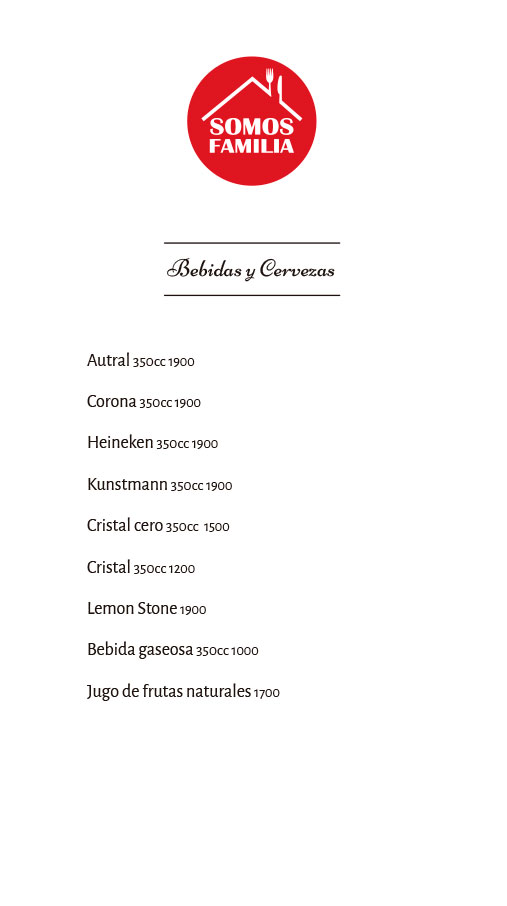 SOMOS
FAMILIA
Bebidas y Cervezas
Autral 350cc 1900
Corona 350cc 1900
Heineken 350cc 1900
Kunstmann 350cc 1900
Cristal cero 350cc 1500
Cristal 350cc 1200
Lemon Stone 1900
Bebida gaseosa 350cc 1000
Jugo de frutas naturales 1700